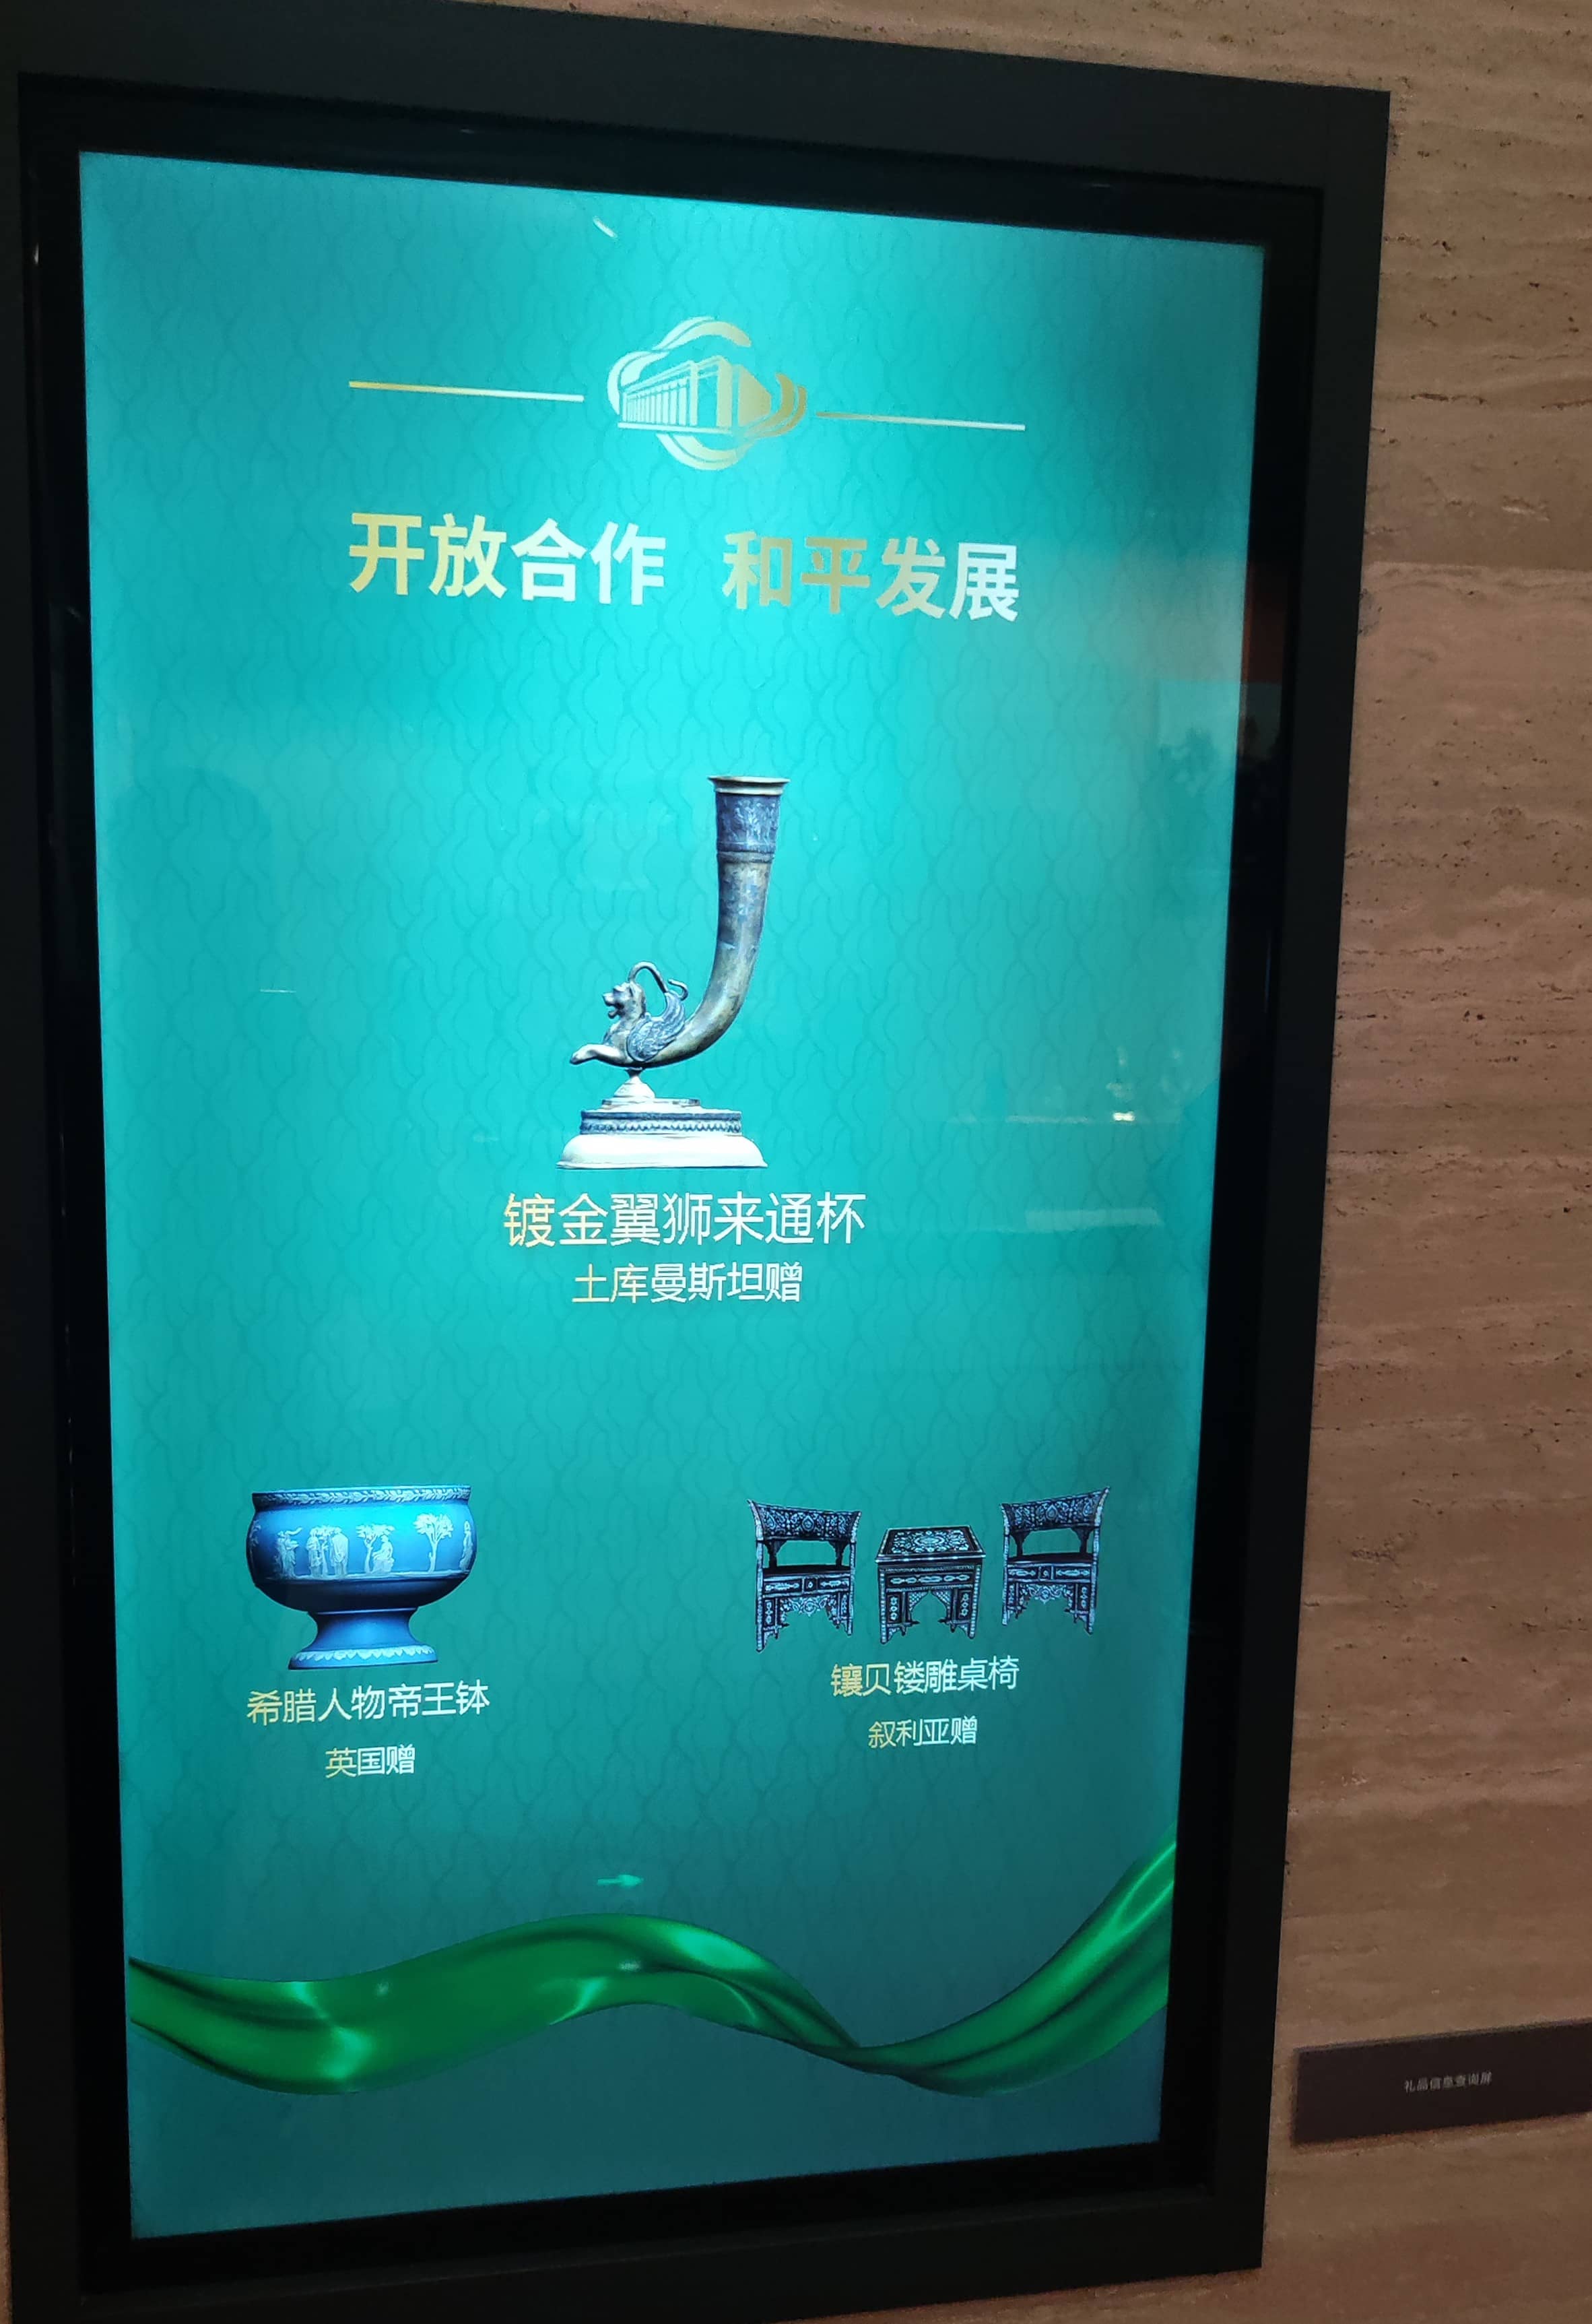 开放合作 和平发展
镀金翼狮来通杯
土库曼斯坦赠
希腊人物帝王钵
英国赠
镶贝镂雕桌椅
叙利亚赠
礼品信息查询屏